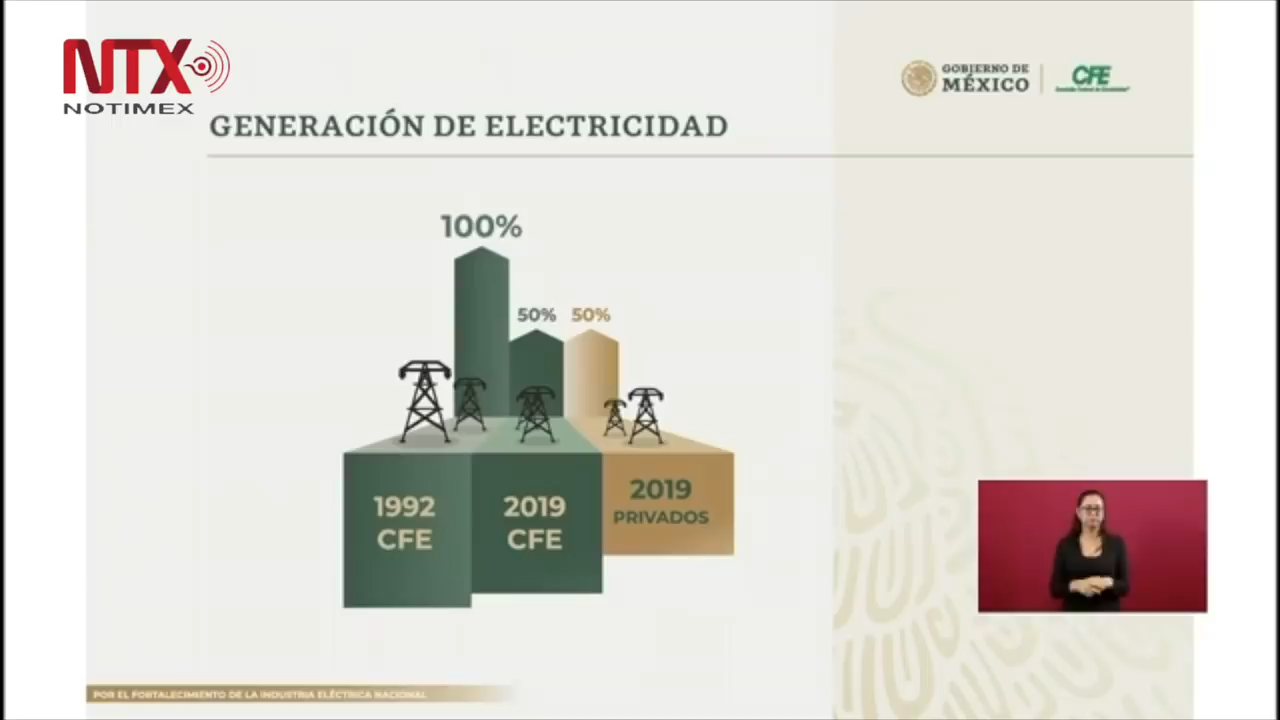 NTX
NOTIMEX
GOBIERNO DE
MÉXICO
CFE
GENERACIÓN DE ELECTRICIDAD
100%
50%
50%
1992
CFE
2019
CFE
2019
PRIVADOS
POR EL FORTALECIMIENTO DE LA INDUSTRIA ELÉCTRICA NACIONAL